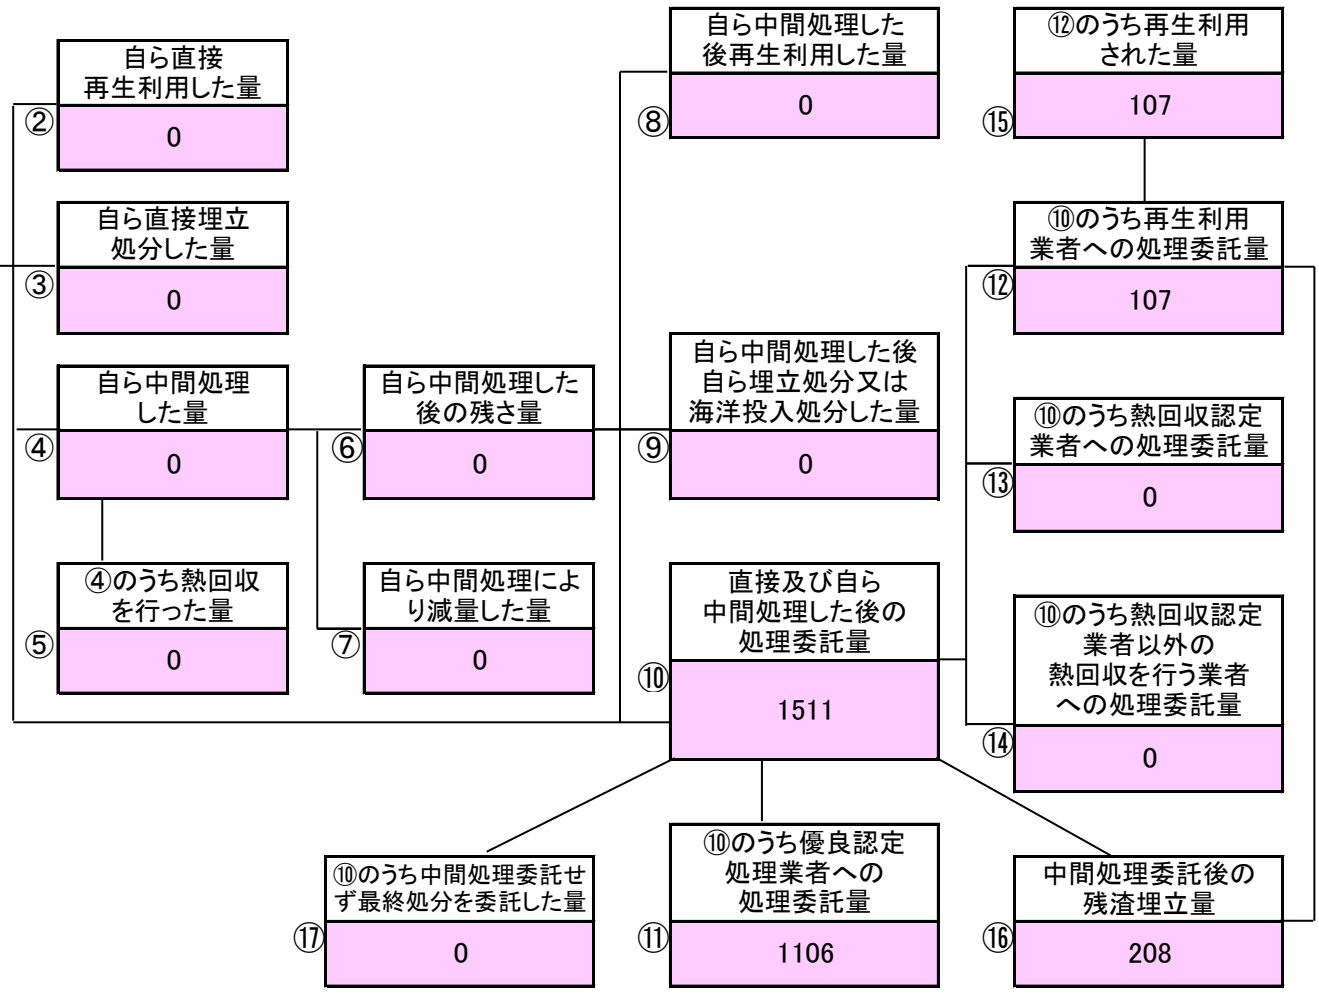 自ら直接
再生利用した量
②
0
自ら直接埋立
処分した量
③
0
自ら中間処理
した量
④
0
④のうち熱回収
を行った量
⑤
0
自ら中間処理した
後の残さ量
⑥
0
自ら中間処理によ
り減量した量
⑦
0
自ら中間処理した
後再生利用した量
⑧
0
自ら中間処理した後
自ら埋立処分又は
海洋投入処分した量
⑨
0
直接及び自ら
中間処理した後の
処理委託量
⑩
1511
⑫のうち再生利用
された量
⑮
107
⑩のうち再生利用
業者への処理委託量
⑫
107
⑩のうち熱回収認定
業者への処理委託量
⑬
0
⑩のうち熱回収認定
業者以外の
熱回収を行う業者
への処理委託量
⑭
0
⑩のうち中間処理委託せ
ず最終処分を委託した量
⑰
0
⑩のうち優良認定
処理業者への
処理委託量
⑪
1106
中間処理委託後の
残渣埋立量
⑯
208